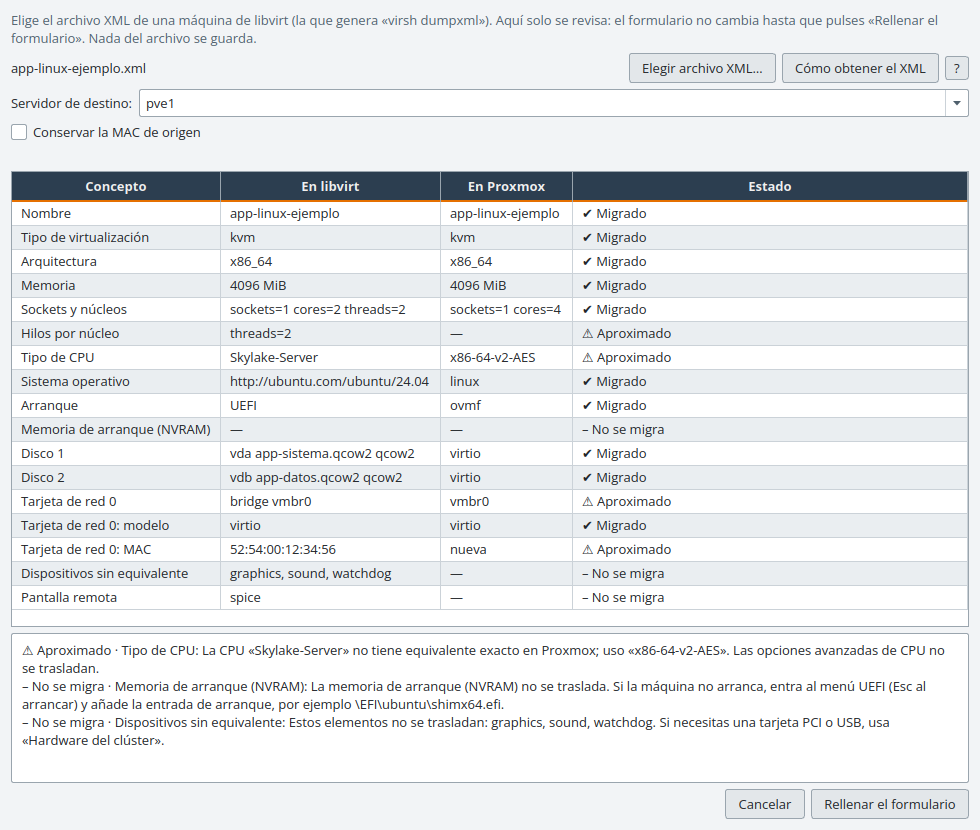 Elige el archivo XML de una máquina de libvirt (la que genera «virsh dumpxml»). Aquí solo se revisa: el formulario no cambia hasta que pulses «Rellenar el
formulario». Nada del archivo se guarda.
app-linux-ejemplo.xml
Elegir archivo XML... Cómo obtener el XML ?
Servidor de destino: pve1
Conservar la MAC de origen
Concepto En libvirt En Proxmox Estado
Nombre app-linux-ejemplo app-linux-ejemplo ✔ Migrado
Tipo de virtualización kvm kvm ✔ Migrado
Arquitectura x86_64 x86_64 ✔ Migrado
Memoria 4096 MiB 4096 MiB ✔ Migrado
Sockets y núcleos sockets=1 cores=2 threads=2 sockets=1 cores=4 ✔ Migrado
Hilos por núcleo threads=2 — ⚠ Aproximado
Tipo de CPU Skylake-Server x86-64-v2-AES ⚠ Aproximado
Sistema operativo http://ubuntu.com/ubuntu/24.04 linux ✔ Migrado
Arranque UEFI ovmf ✔ Migrado
Memoria de arranque (NVRAM) — — – No se migra
Disco 1 vda app-sistema.qcow2 qcow2 virtio ✔ Migrado
Disco 2 vdb app-datos.qcow2 qcow2 virtio ✔ Migrado
Tarjeta de red 0 bridge vmbr0 vmbr0 ⚠ Aproximado
Tarjeta de red 0: modelo virtio virtio ✔ Migrado
Tarjeta de red 0: MAC 52:54:00:12:34:56 nueva ⚠ Aproximado
Dispositivos sin equivalente graphics, sound, watchdog — – No se migra
Pantalla remota spice — – No se migra
⚠ Aproximado · Tipo de CPU: La CPU «Skylake-Server» no tiene equivalente exacto en Proxmox; uso «x86-64-v2-AES». Las opciones avanzadas de CPU no
se trasladan.
– No se migra · Memoria de arranque (NVRAM): La memoria de arranque (NVRAM) no se traslada. Si la máquina no arranca, entra al menú UEFI (Esc al
arrancar) y añade la entrada de arranque, por ejemplo \EFI\ubuntu\shimx64.efi.
– No se migra · Dispositivos sin equivalente: Estos elementos no se trasladan: graphics, sound, watchdog. Si necesitas una tarjeta PCI o USB, usa
«Hardware del clúster».
Cancelar Rellenar el formulario